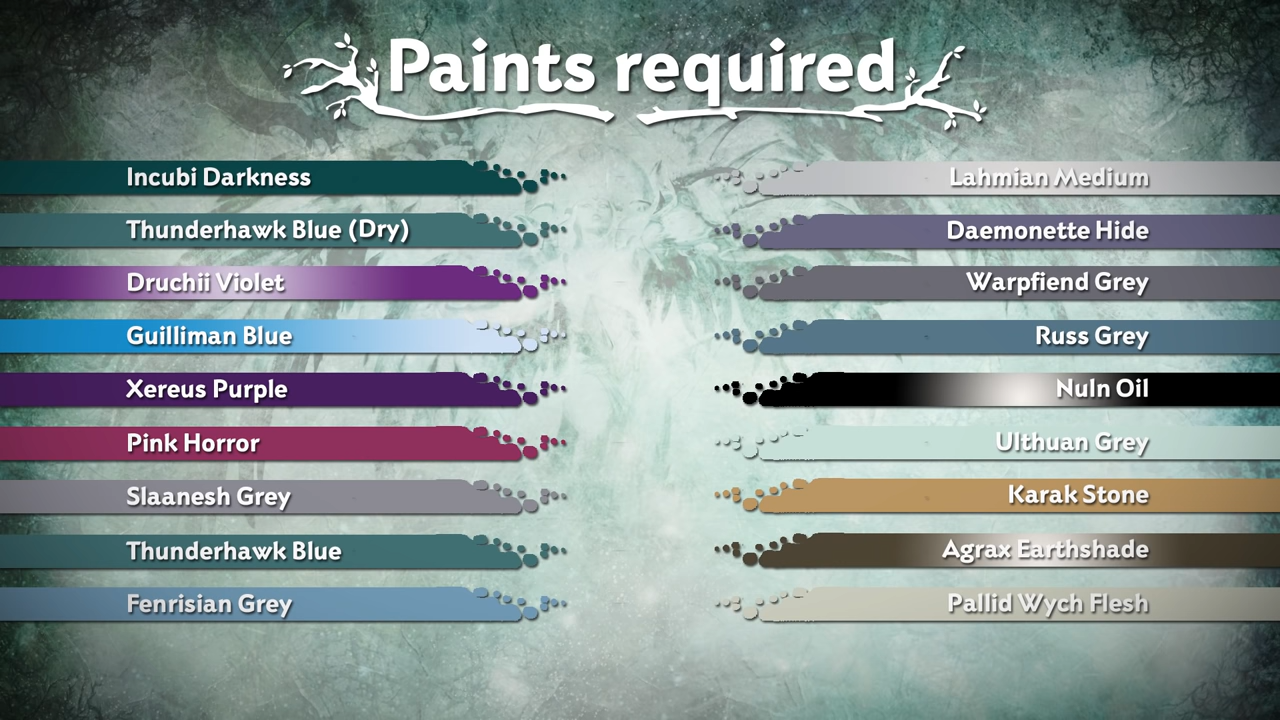 Paints required
Incubi Darkness
Thunderhawk Blue (Dry)
Druchii Violet
Guilliman Blue
Xereus Purple
Pink Horror
Slaanesh Grey
Thunderhawk Blue
Fenrisian Grey
Lahmian Medium
Daemonette Hide
Warpfiend Grey
Russ Grey
Nuln Oil
Ulthuan Grey
Karak Stone
Agrax Earthshade
Pallid Wych Flesh